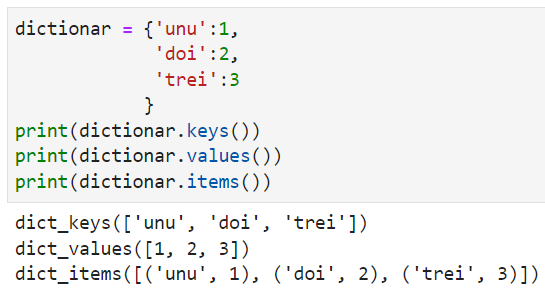 dictionar = {'unu':1,
             'doi':2,
             'trei':3
            }
print(dictionar.keys())
print(dictionar.values())
print(dictionar.items())
dict_keys(['unu', 'doi', 'trei'])
dict_values([1, 2, 3])
dict_items([('unu', 1), ('doi', 2), ('trei', 3)])